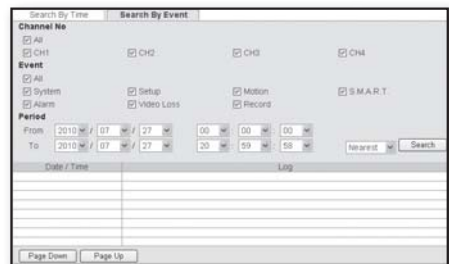 Search By Time Search By Event
Channel No
All
CH1 CH2 CH3 CH4
Event
All
System Setup Motion S.M.A.R.T.
Alarm Video Loss Record
Period
From 2010 / 07 / 27 00 : 00 : 00
To 2010 / 07 / 27 20 : 59 : 58 Nearest Search
Date / Time Log
Page Down Page Up